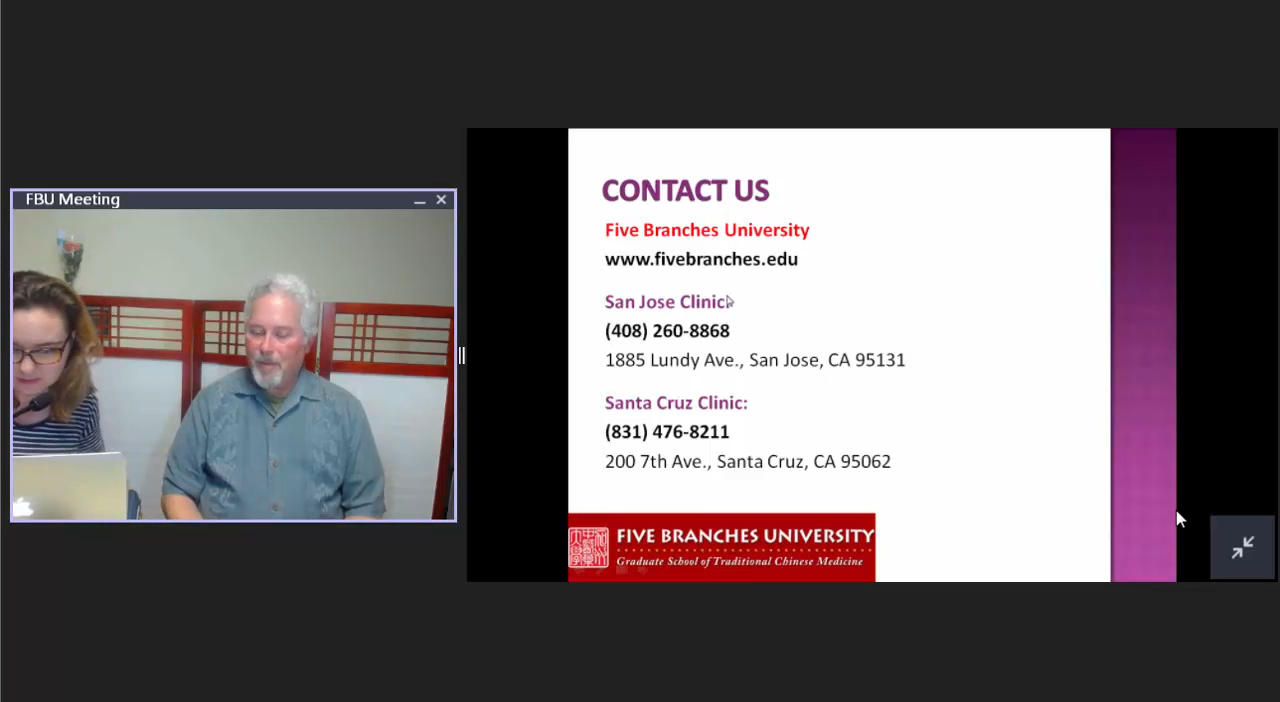 FBU Meeting
CONTACT US
Five Branches University
www.fivebranches.edu
San Jose Clinic:
(408) 260-8868
1885 Lundy Ave., San Jose, CA 95131
Santa Cruz Clinic:
(831) 476-8211
200 7th Ave., Santa Cruz, CA 95062
FIVE BRANCHES UNIVERSITY
Graduate School of Traditional Chinese Medicine